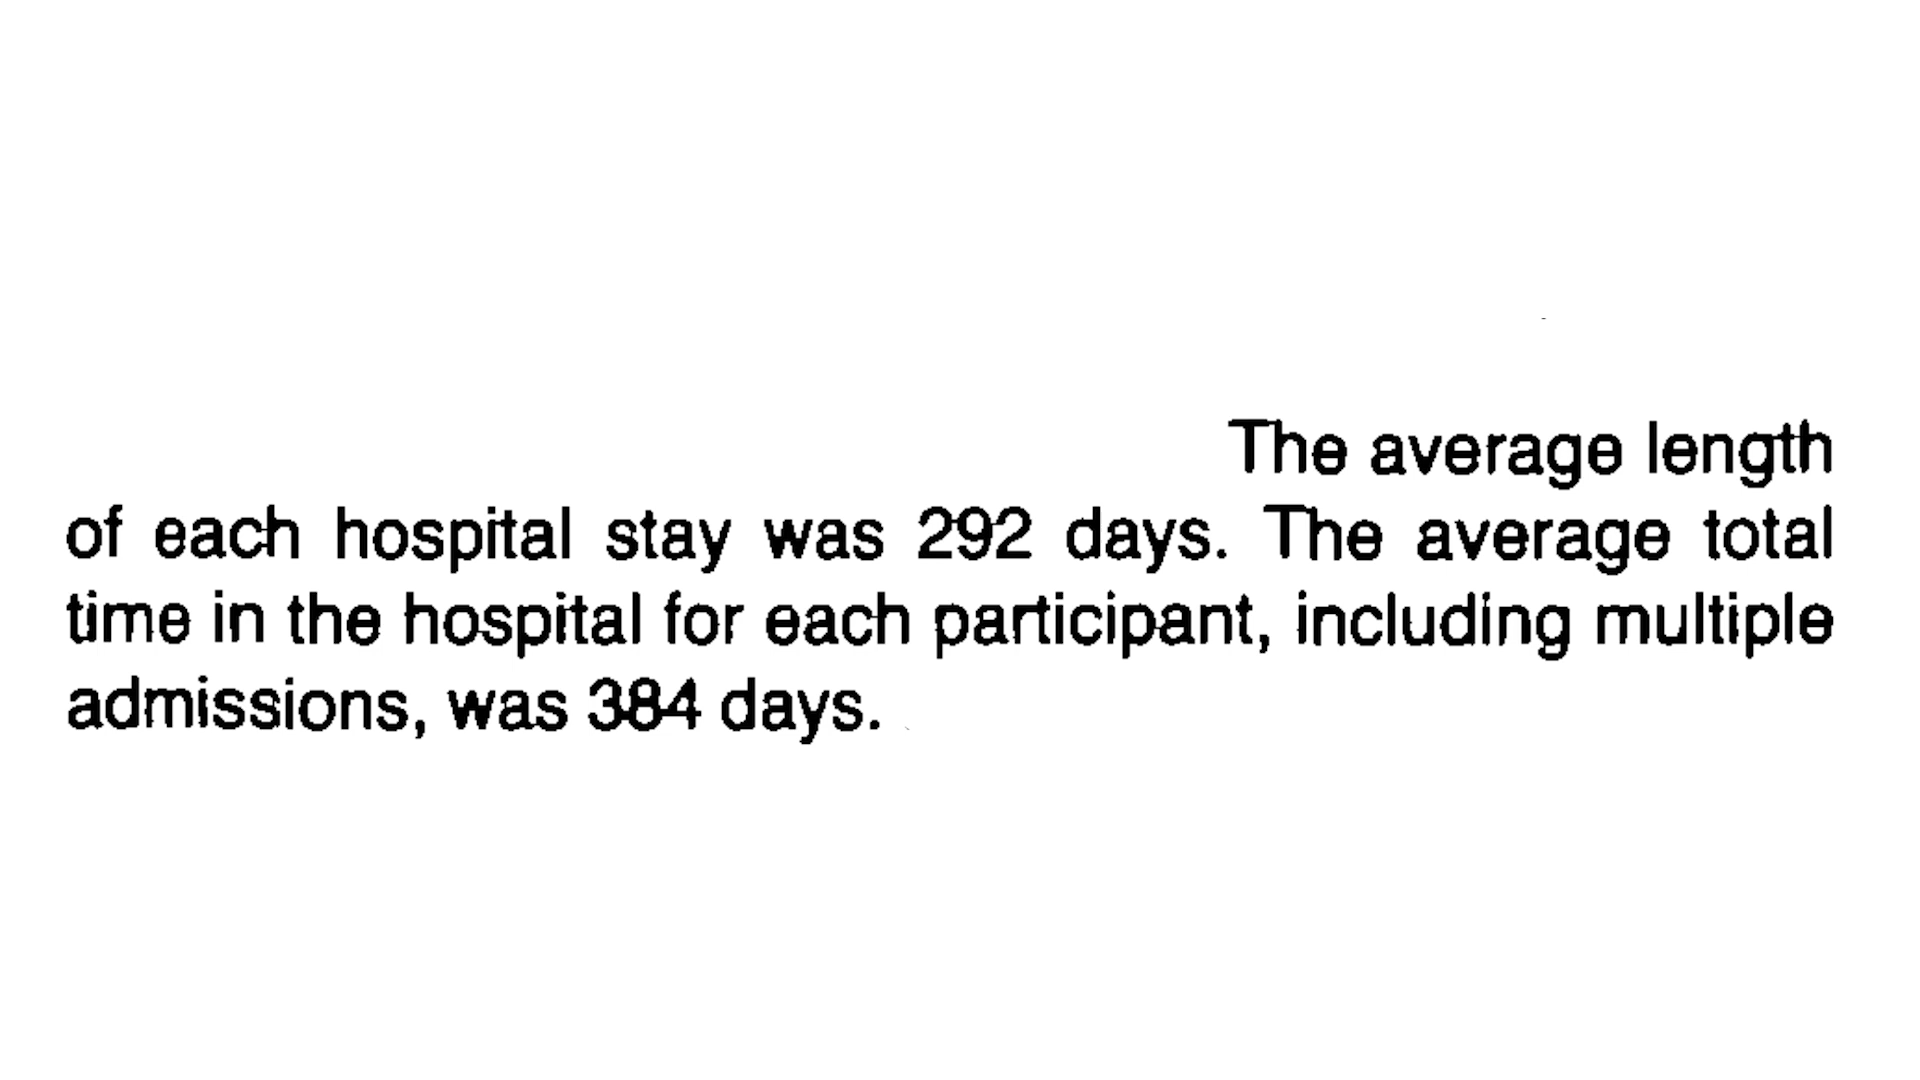 The average length
of each hospital stay was 292 days. The average total
time in the hospital for each participant, including multiple
admissions, was 384 days.